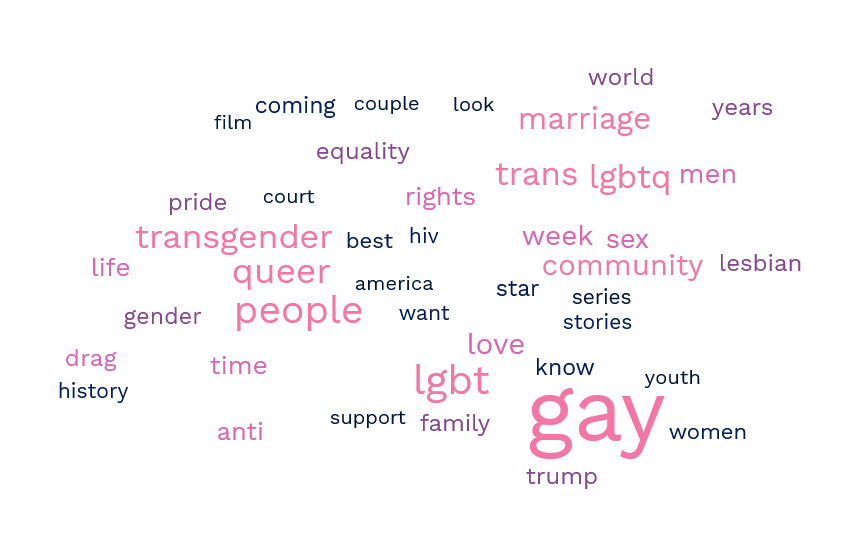 world
coming couple look
film
marriage
years
equality
trans lgbtq men
pride court rights
transgender best hiv week sex
life queer community lesbian
america star series
gender people want stories
drag time love know youth
history lgbt gay
anti support family women
trump